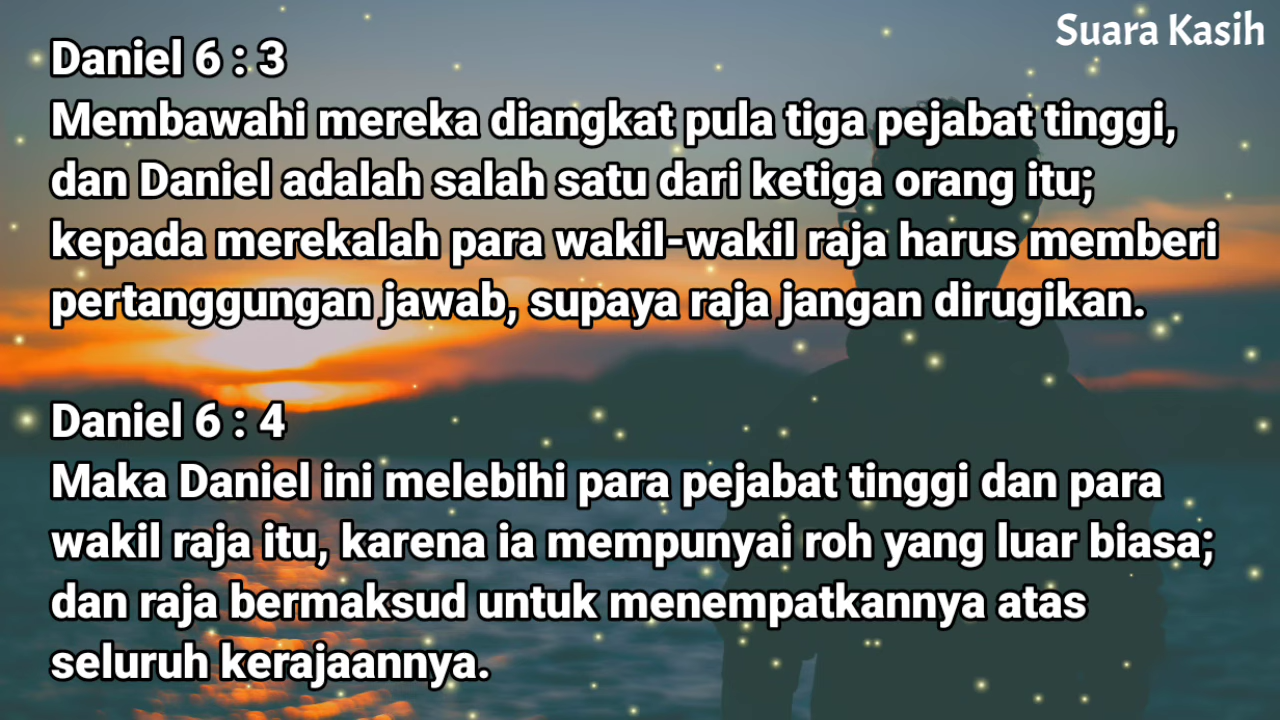 Suara Kasih
Daniel 6 : 3
Membawahi mereka diangkat pula tiga pejabat tinggi,
dan Daniel adalah salah satu dari ketiga orang itu;
kepada merekalah para wakil-wakil raja harus memberi
pertanggungan jawab, supaya raja jangan dirugikan.
Daniel 6 : 4
Maka Daniel ini melebihi para pejabat tinggi dan para
wakil raja itu, karena ia mempunyai roh yang luar biasa;
dan raja bermaksud untuk menempatkannya atas
seluruh kerajaannya.